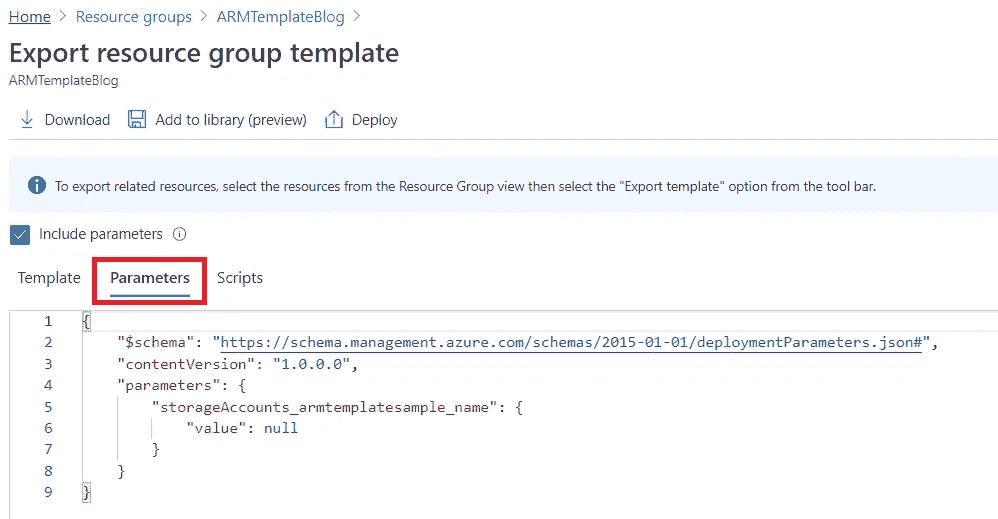 Home > Resource groups > ARMTemplateBlog >
Export resource group template
ARMTemplateBlog
Download Add to library (preview) Deploy
To export related resources, select the resources from the Resource Group view then select the "Export template" option from the tool bar.
Include parameters
Template Parameters Scripts
1 {
2 "$schema": "https://schema.management.azure.com/schemas/2015-01-01/deploymentParameters.json#",
3 "contentVersion": "1.0.0.0",
4 "parameters": {
5 "storageAccounts_armtemplatesample_name": {
6 "value": null
7 }
8 }
9 }